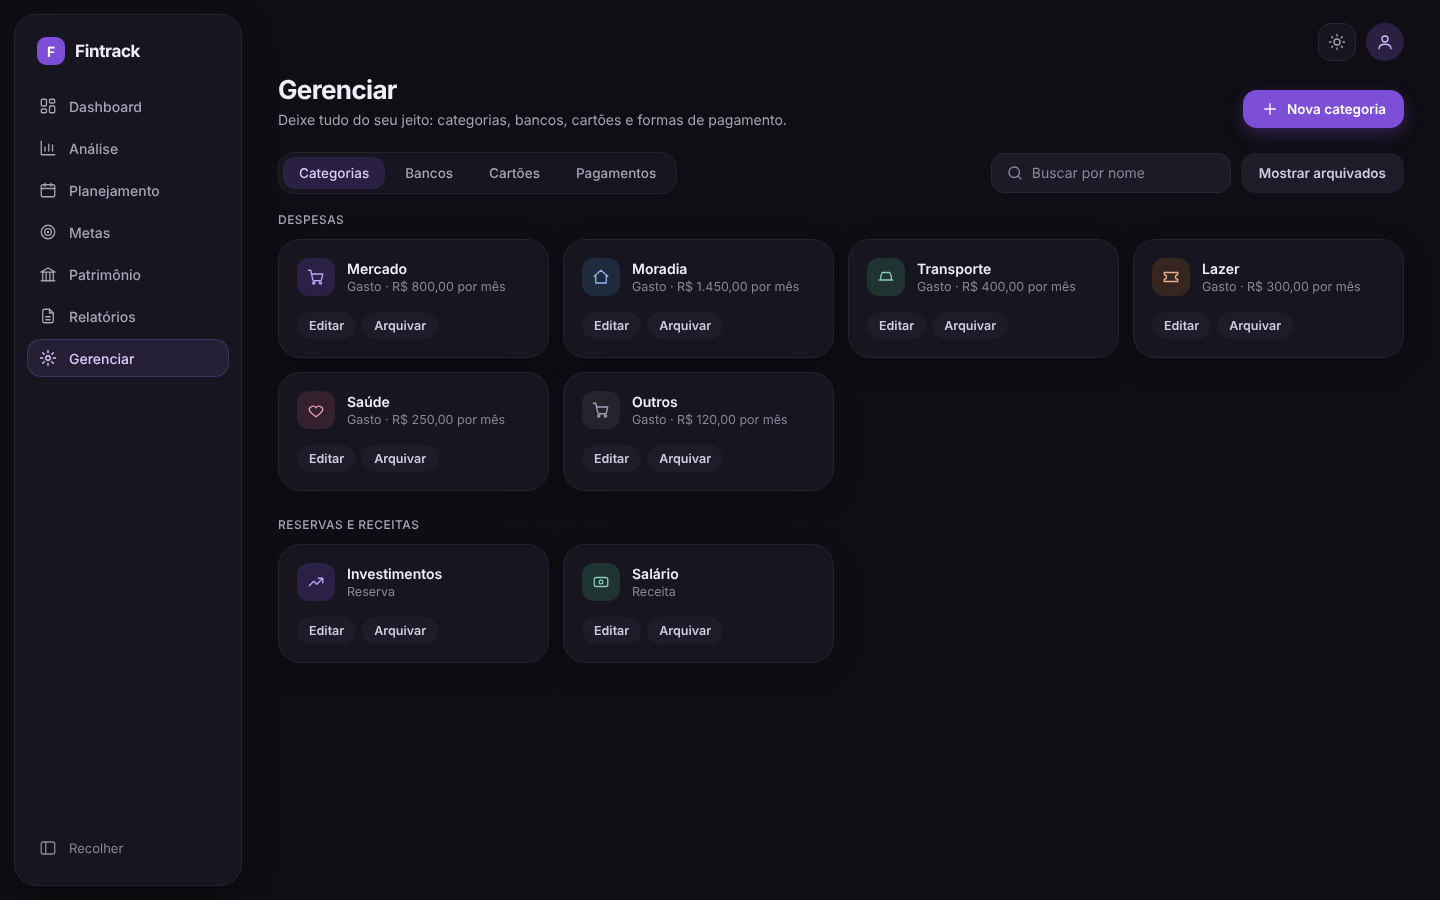 F Fintrack
Dashboard
Análise
Planejamento
Metas
Patrimônio
Relatórios
Gerenciar
Recolher
Gerenciar
Deixe tudo do seu jeito: categorias, bancos, cartões e formas de pagamento.
Nova categoria
Categorias Bancos Cartões Pagamentos
Buscar por nome
Mostrar arquivados
DESPESAS
Mercado
Gasto · R$ 800,00 por mês
Editar Arquivar
Moradia
Gasto · R$ 1.450,00 por mês
Editar Arquivar
Transporte
Gasto · R$ 400,00 por mês
Editar Arquivar
Lazer
Gasto · R$ 300,00 por mês
Editar Arquivar
Saúde
Gasto · R$ 250,00 por mês
Editar Arquivar
Outros
Gasto · R$ 120,00 por mês
Editar Arquivar
RESERVAS E RECEITAS
Investimentos
Reserva
Editar Arquivar
Salário
Receita
Editar Arquivar